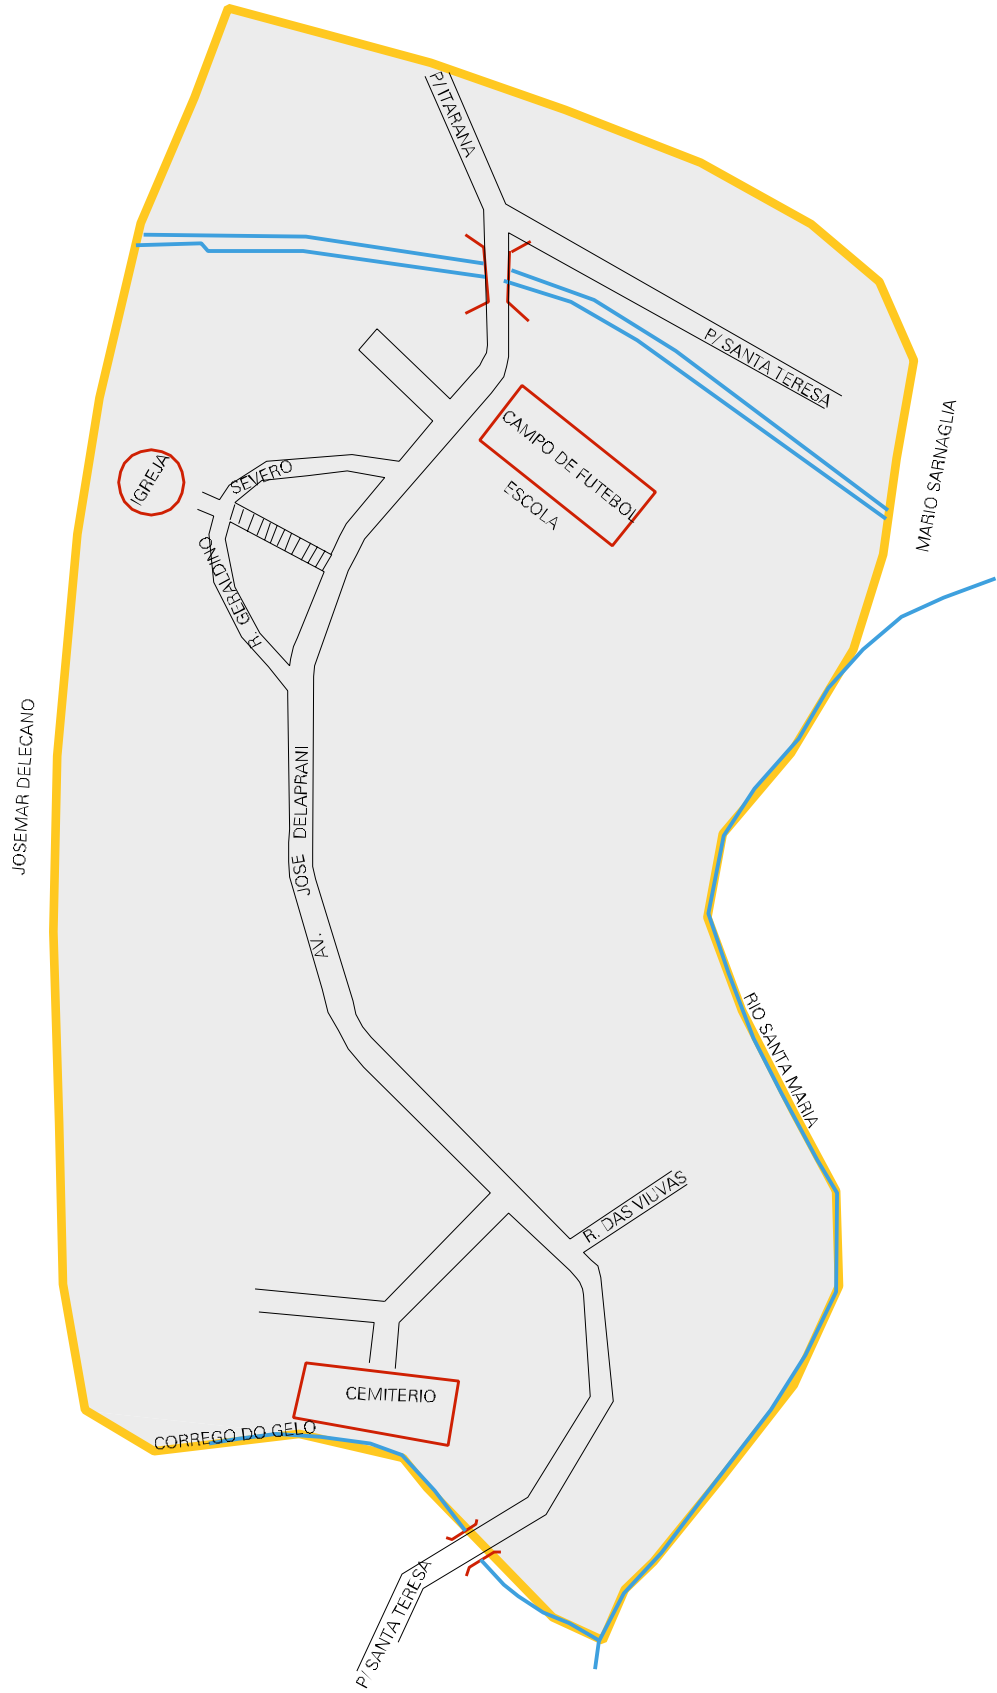 P/ ITARANA
P/ SANTA TERESA
CAMPO DE FUTEBOL
ESCOLA
MARIO SARNAGLIA
IGREJA
SEVERO
R. GERALDINO
JOSEMAR DELECANO
AV. JOSE DELAPRANI
RIO SANTA MARIA
R. DAS VIUVAS
CEMITERIO
CORREGO DO GELO
P/ SANTA TERESA